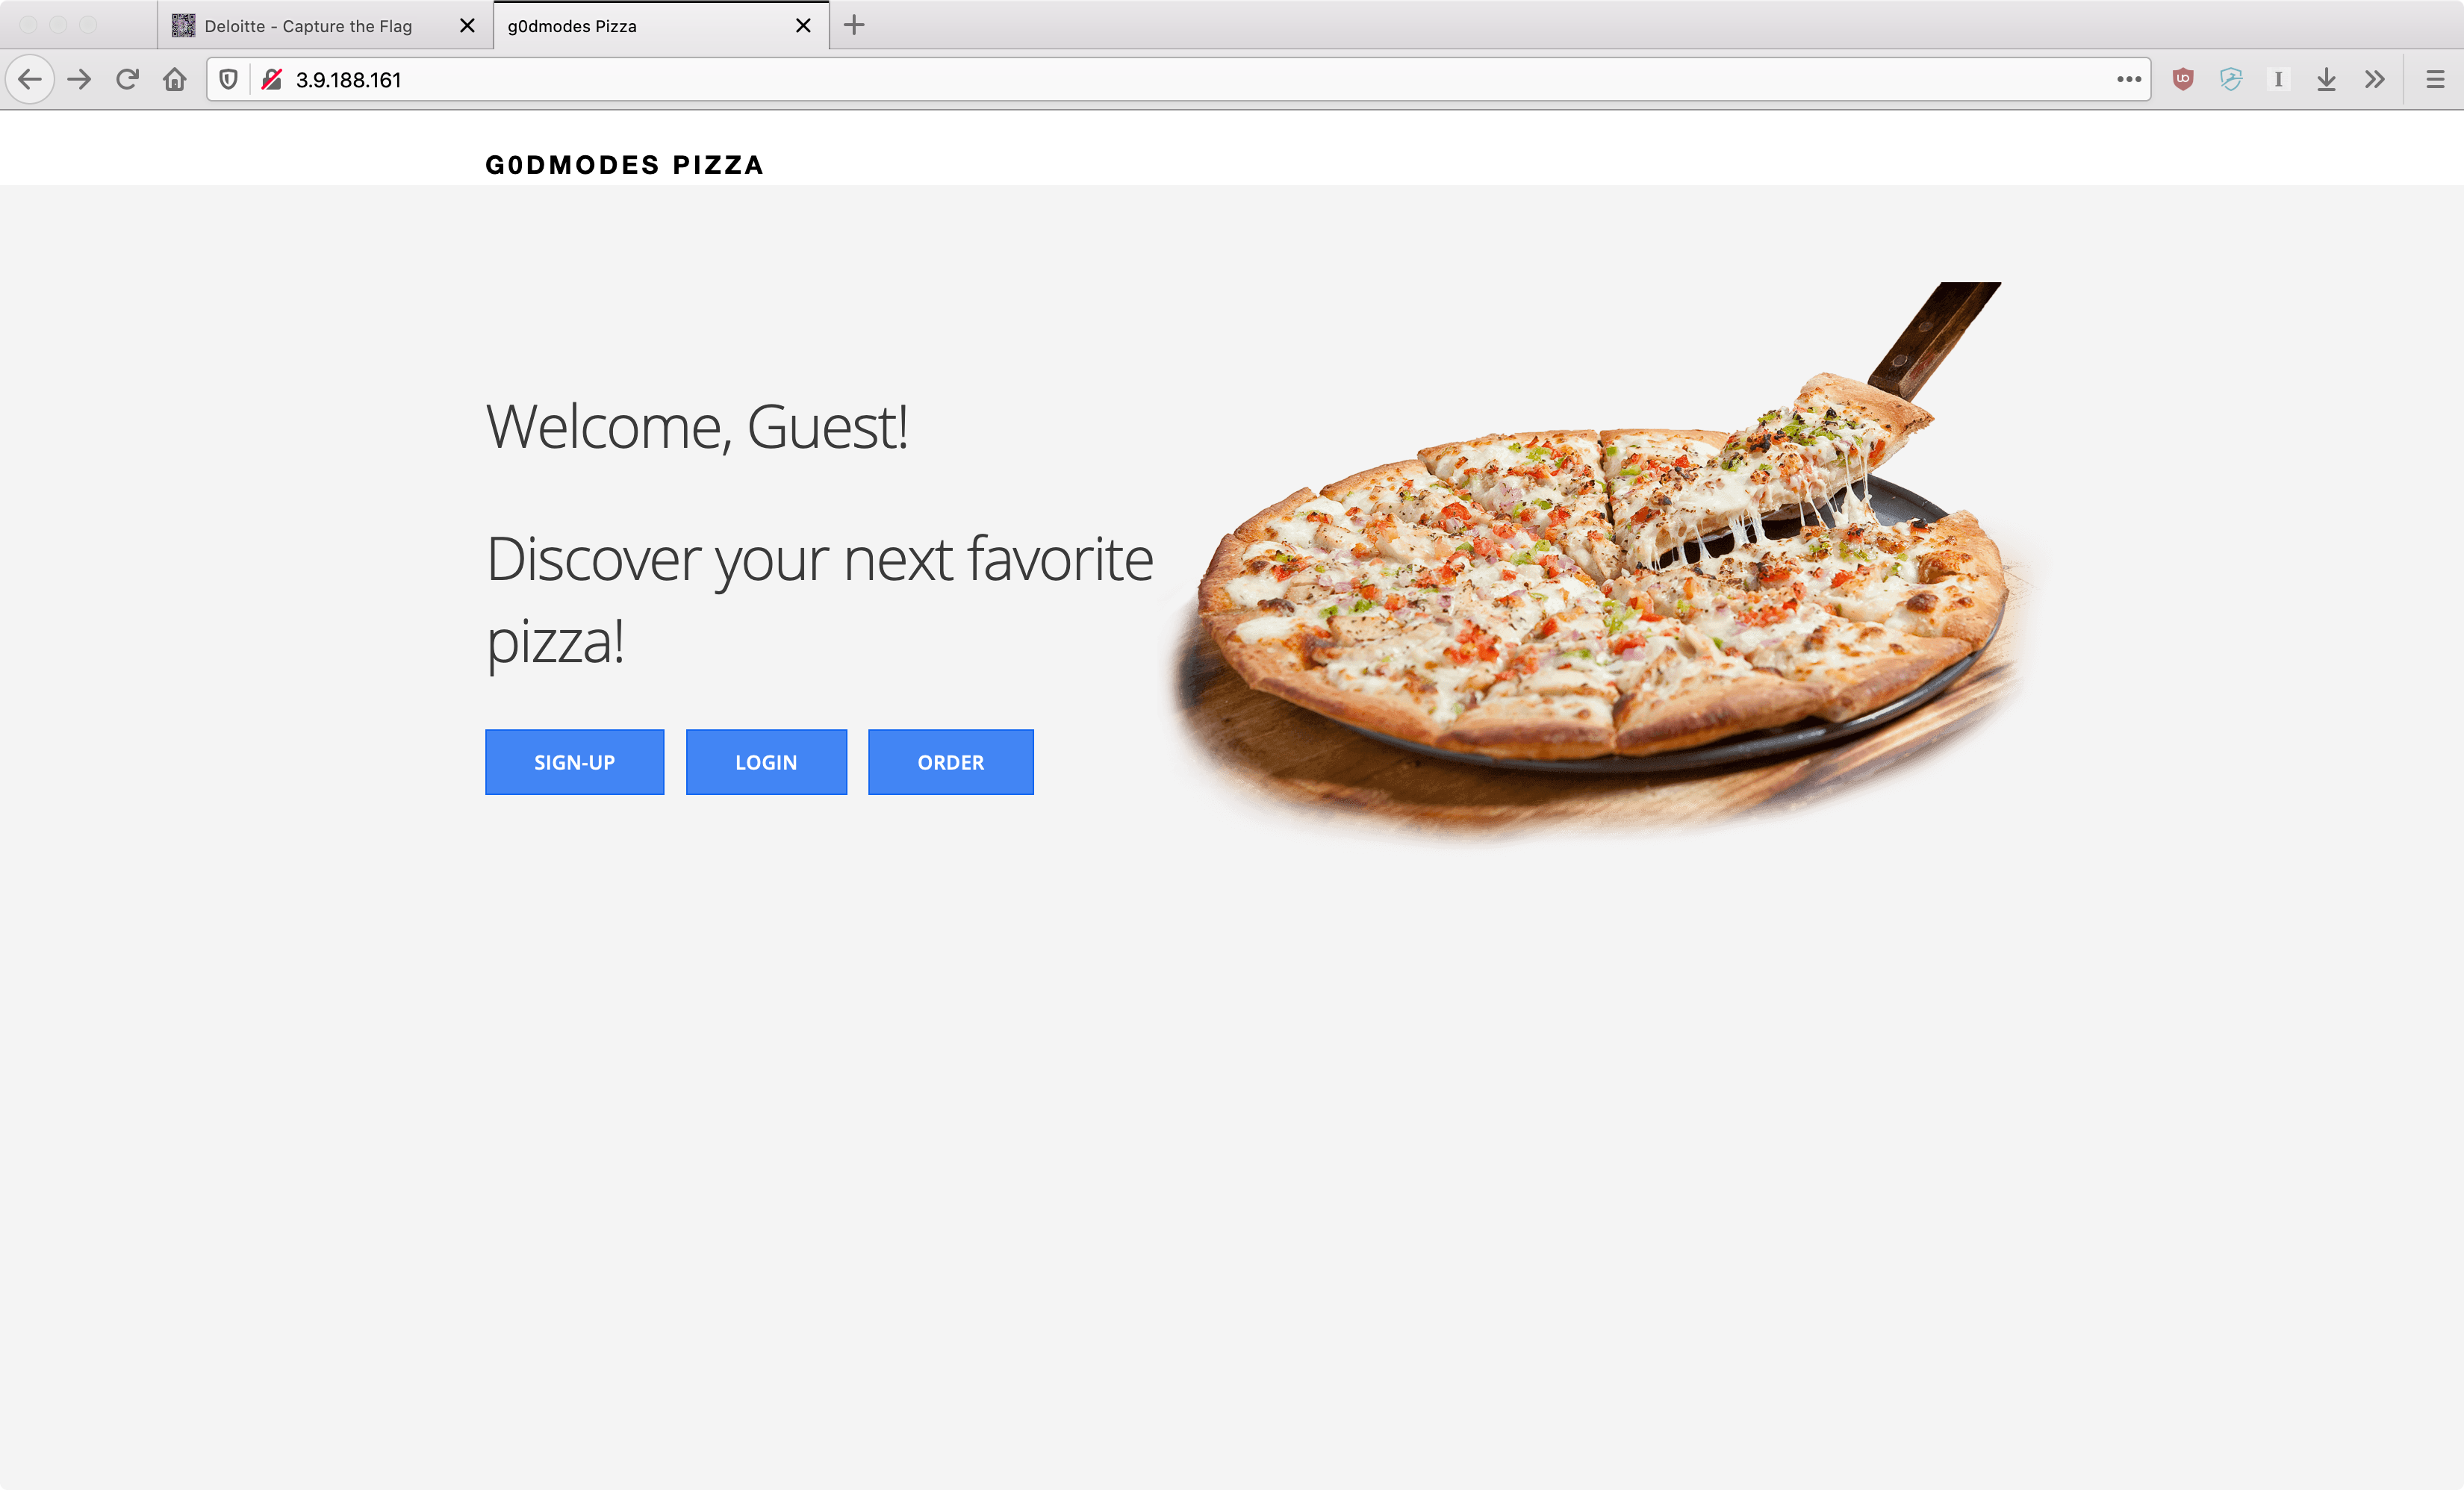 Deloitte - Capture the Flag
g0dmodes Pizza
3.9.188.161
G0DMODES PIZZA
Welcome, Guest!
Discover your next favorite
pizza!
SIGN-UP
LOGIN
ORDER